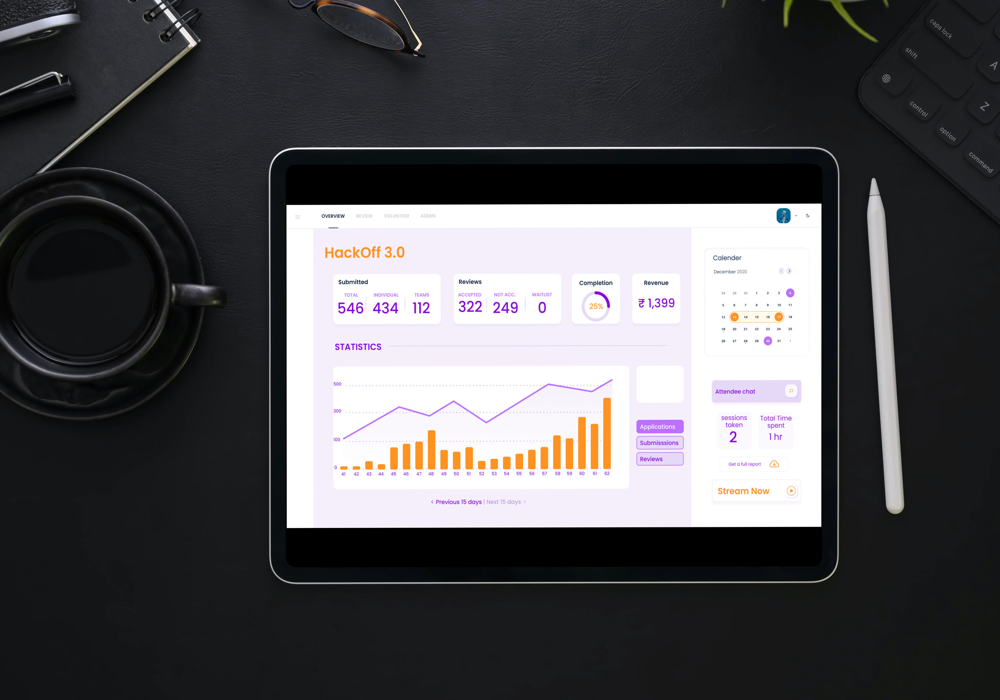 caps lock
shift
A
Z
control
option
command
OVERVIEW REVIEW VOLUNTEER ADMIN
HackOff 3.0
Submitted
TOTAL INDIVIDUAL TEAMS
546 434 112
Reviews
ACCEPTED NOT ACC. WAITLIST
322 249 0
Completion
25%
Revenue
₹ 1,399
STATISTICS
500
300
100
0
41 42 43 44 45 46 47 48 49 50 51 52 53 54 55 56 57 58 59 60 61 62
Applications
Submisssions
Reviews
< Previous 15 days | Next 15 days >
Calender
December 2020
28 29 30 1 2 3 4
5 6 7 8 9 10 11
12 13 14 15 16 17 18
19 20 21 22 23 24 25
26 27 28 29 30 31 1
Attendee chat
sessions
taken
2
Total Time
spent
1 hr
Get a full report
Stream Now